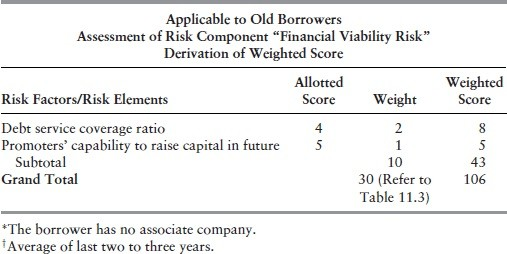 Applicable to Old Borrowers
Assessment of Risk Component “Financial Viability Risk”
Derivation of Weighted Score
Allotted Weighted
Risk Factors/Risk Elements Score Weight Score
Debt service coverage ratio 4 2 8
Promoters’ capability to raise capital in future 5 1 5
Subtotal 10 43
Grand Total 30 (Refer to 106
Table 11.3)
*The borrower has no associate company.
†Average of last two to three years.